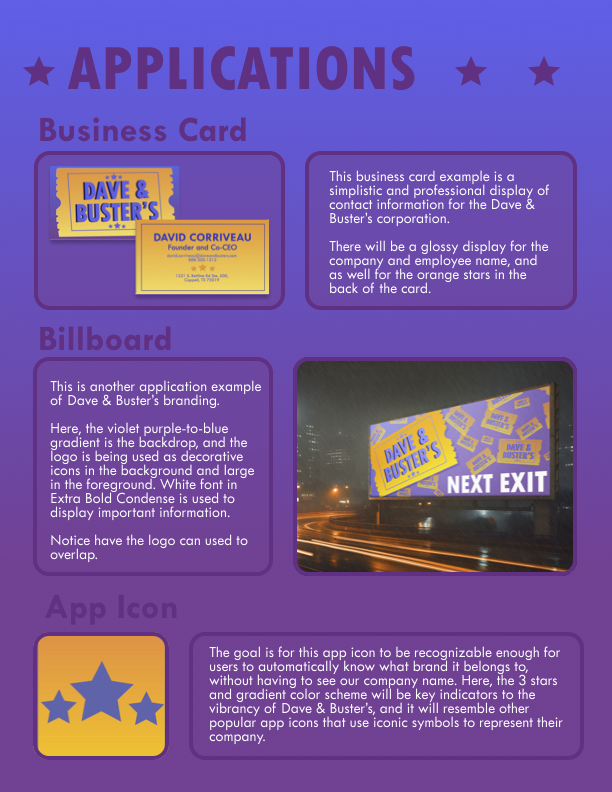 APPLICATIONS
Business Card
DAVE &
BUSTER'S
DAVID CORRIVEAU
Founder and Co-CEO
This business card example is a
simplistic and professional display of
contact information for the Dave &
Buster's corporation.
There will be a glossy display for the
company and employee name, and
as well for the orange stars in the
back of the card.
Billboard
This is another application example
of Dave & Buster's branding.
Here, the violet purple-to-blue
gradient is the backdrop, and the
logo is being used as decorative
icons in the background and large
in the foreground. White font in
Extra Bold Condense is used to
display important information.
Notice have the logo can used to
overlap.
DAVE &
BUSTER'S
DAVE &
BUSTER'S
NEXT EXIT
App Icon
The goal is for this app icon to be recognizable enough for
users to automatically know what brand it belongs to,
without having to see our company name. Here, the 3 stars
and gradient color scheme will be key indicators to the
vibrancy of Dave & Buster's, and it will resemble other
popular app icons that use iconic symbols to represent their
company.